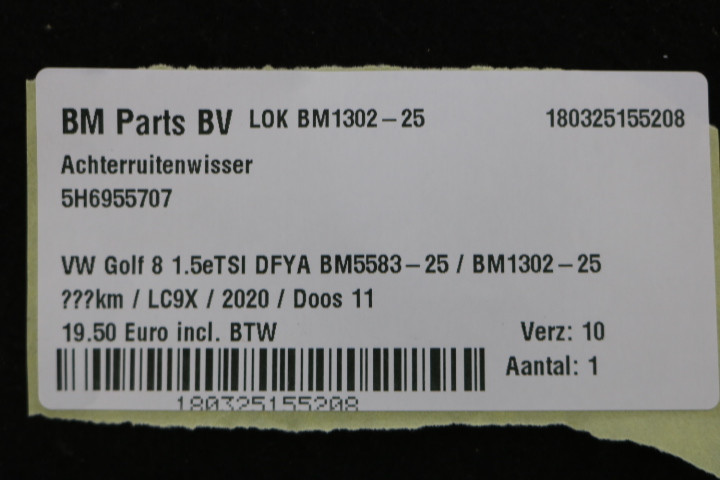 BM Parts BV LOK BM1302-25 180325155208
Achterruitenwisser
5H6955707
VW Golf 8 1.5eTSI DFYA BM5583-25 / BM1302-25
???km / LC9X / 2020 / Doos 11
19.50 Euro incl. BTW Verz: 10
Aantal: 1
180325155208